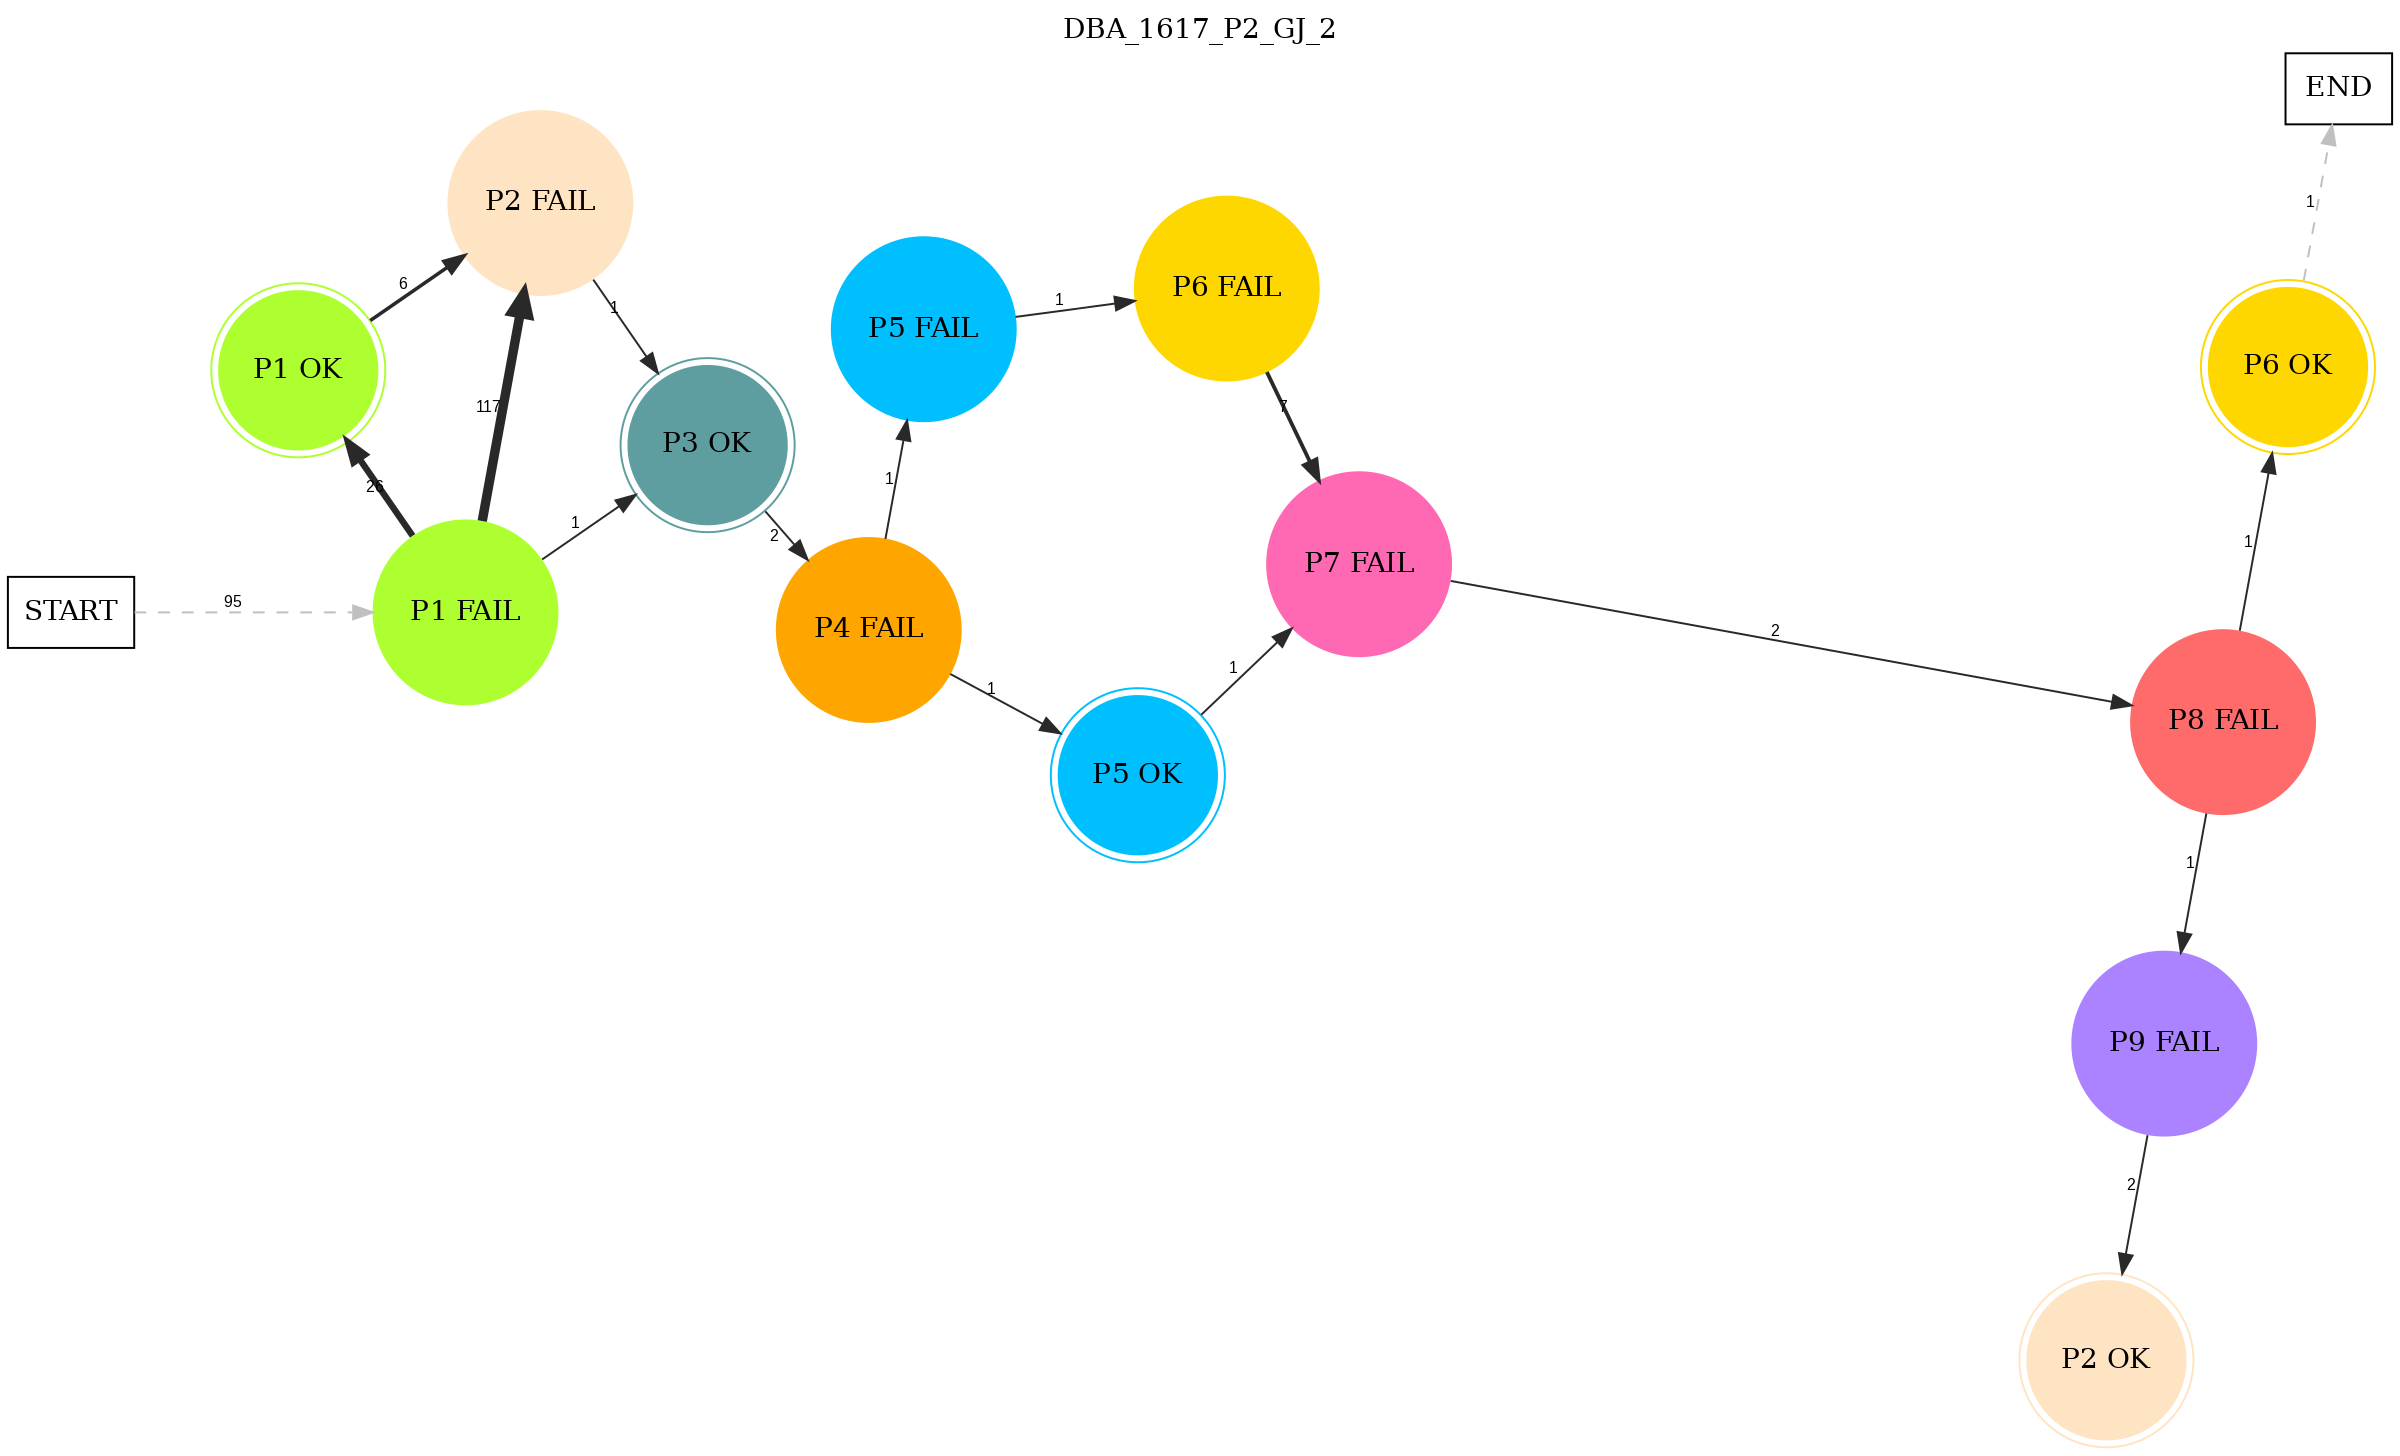 DBA_1617_P2_GJ_2
END
P2 FAIL
1
P6 FAIL
6
P5 FAIL
1
1
P1 OK
P6 OK
117
7
P3 OK
26
1
1
2
1
P7 FAIL
START
95
P1 FAIL
P4 FAIL
2
1
1
P8 FAIL
P5 OK
1
P9 FAIL
2
P2 OK